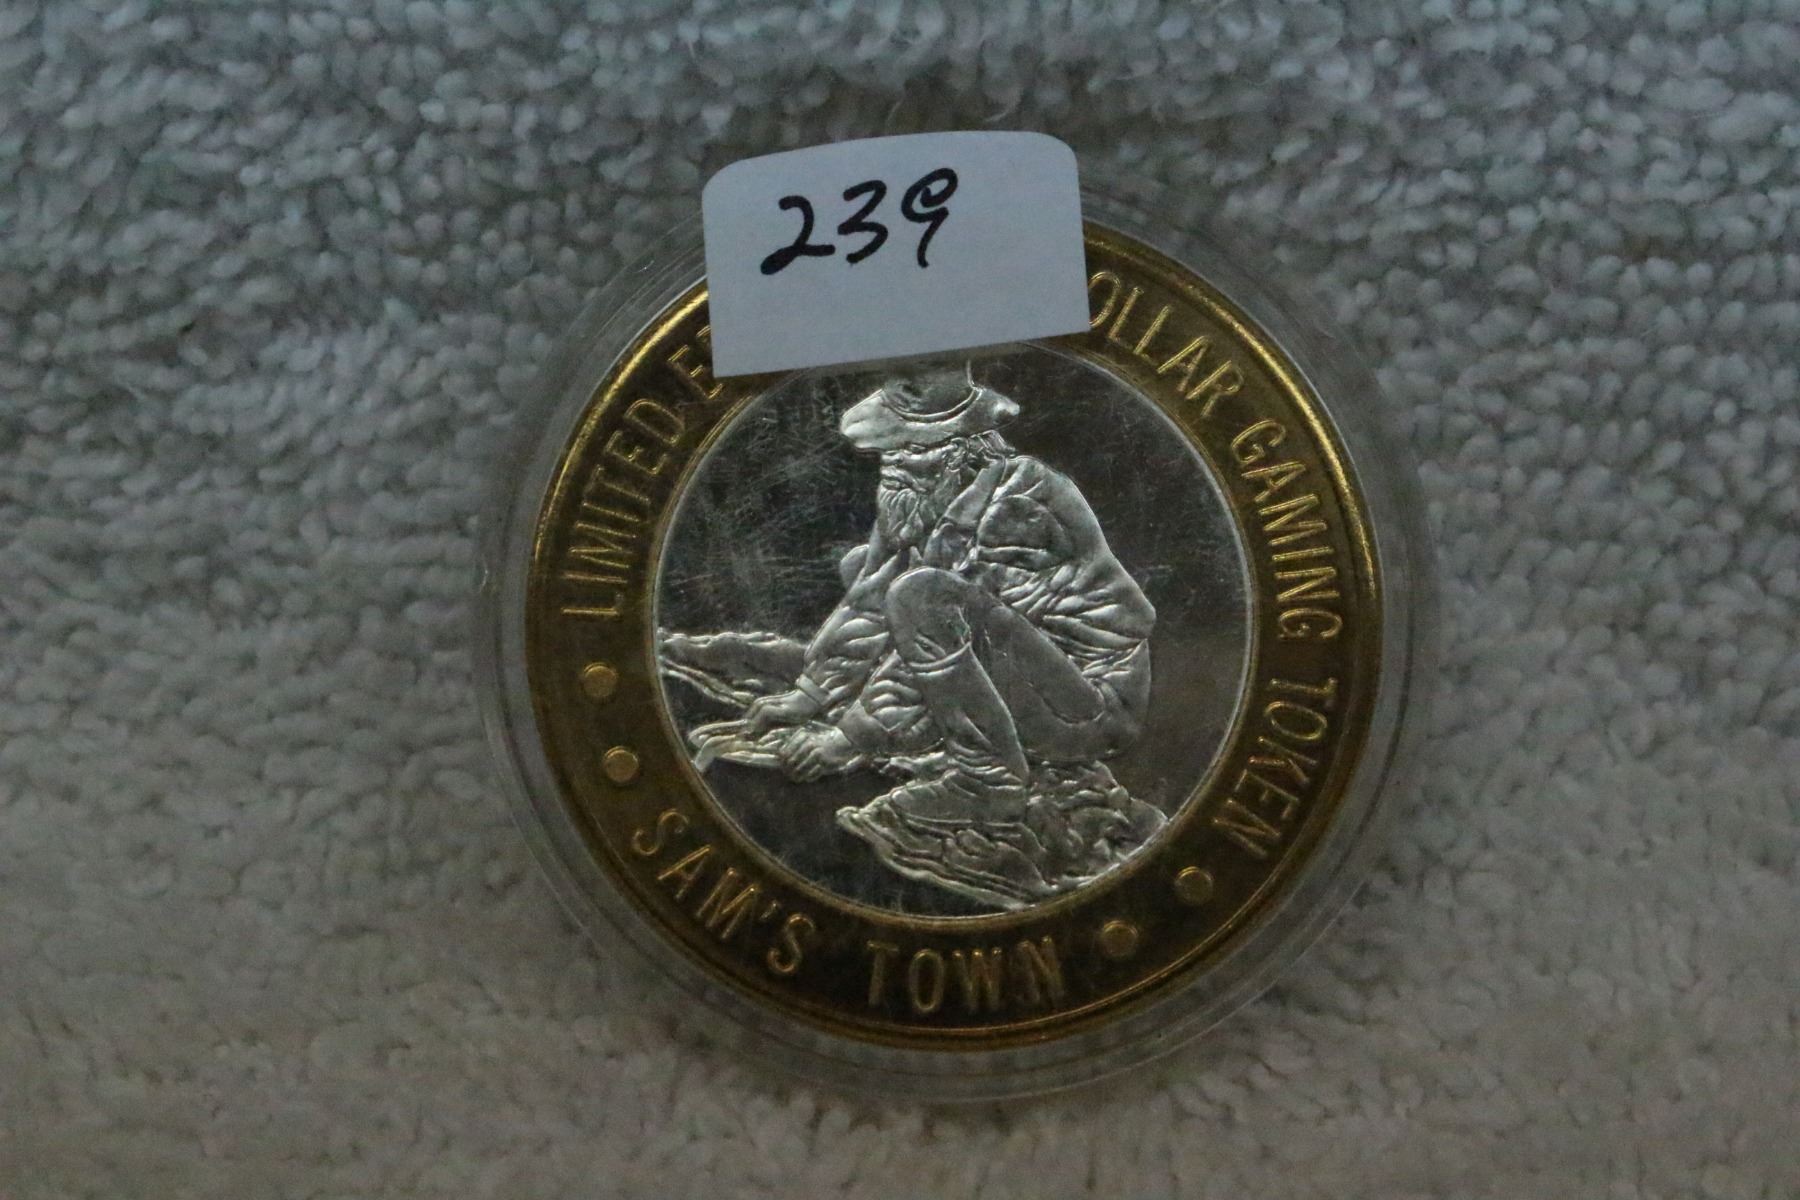 239
LIMITED OLLAR GAMING TOKEN
SAM'S TOWN